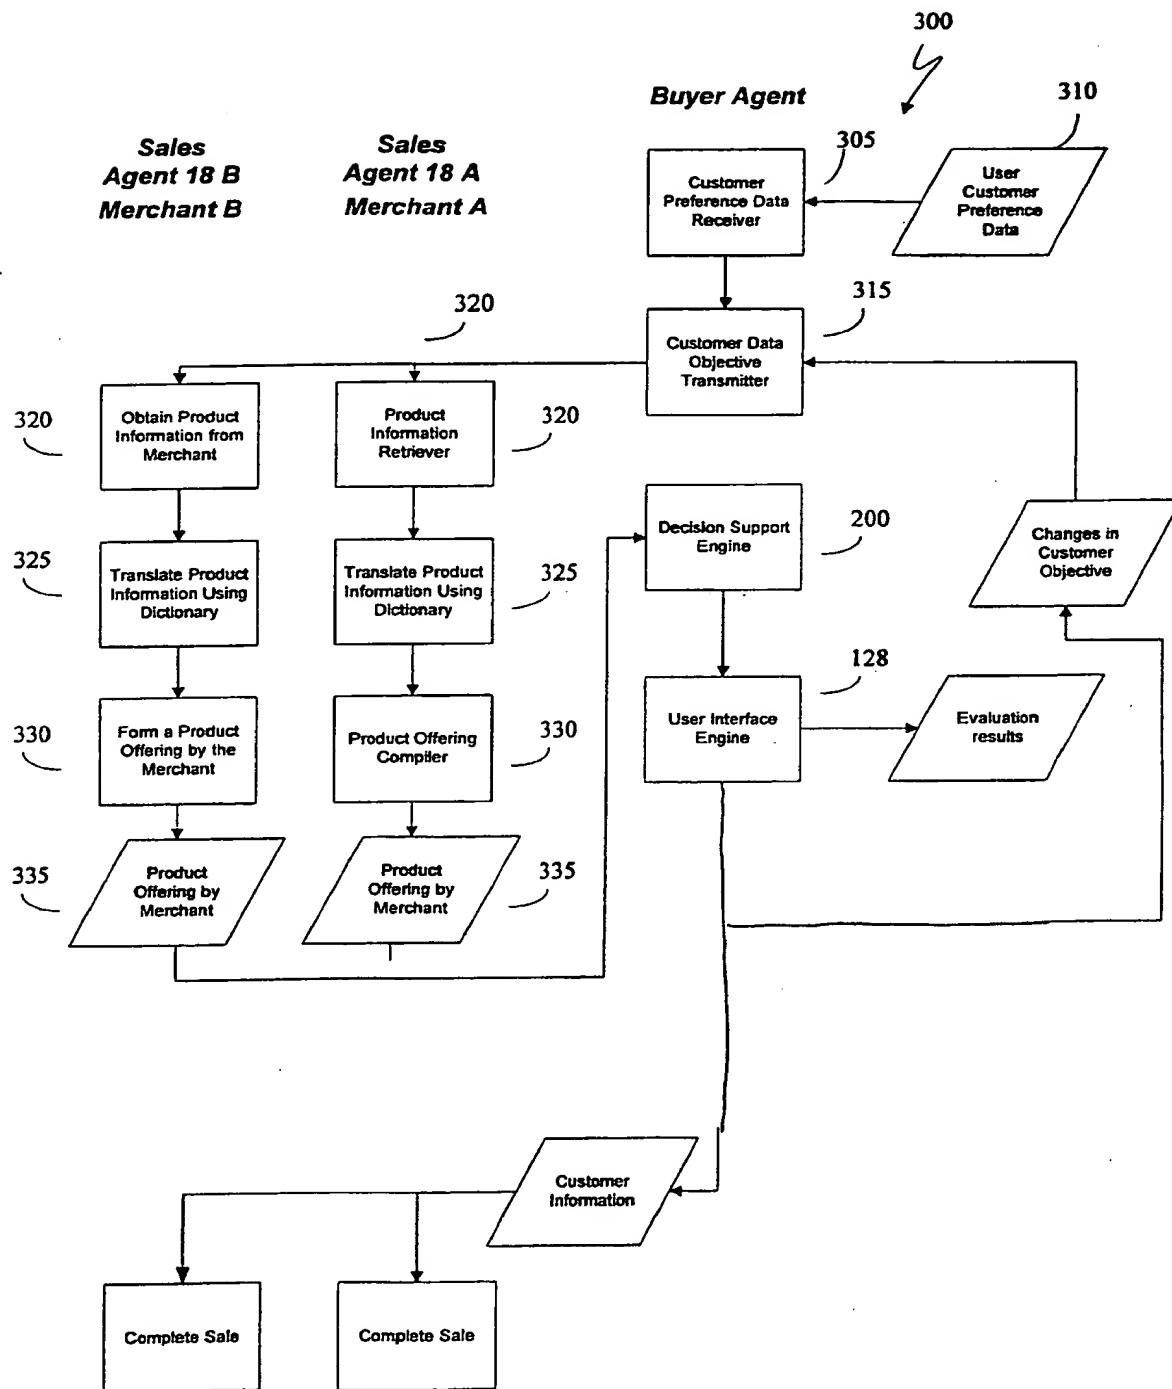 300
Buyer Agent
310
305
Sales
Agent 18 B
Merchant B
Sales
Agent 18 A
Merchant A
Customer
Preference Data
Receiver
User
Customer
Preference
Data
320
315
Customer Data
Objective
Transmitter
320
Obtain Product
Information from
Merchant
Product
Information
Retriever
320
Decision Support
Engine
200
Changes in
Customer
Objective
325
Translate Product
Information Using
Dictionary
Translate Product
Information Using
Dictionary
325
128
330
Form a Product
Offering by the
Merchant
Product Offering
Compiler
330
User Interface
Engine
Evaluation
results
335
Product
Offering by
Merchant
Product
Offering by
Merchant
335
Customer
Information
Complete Sale
Complete Sale